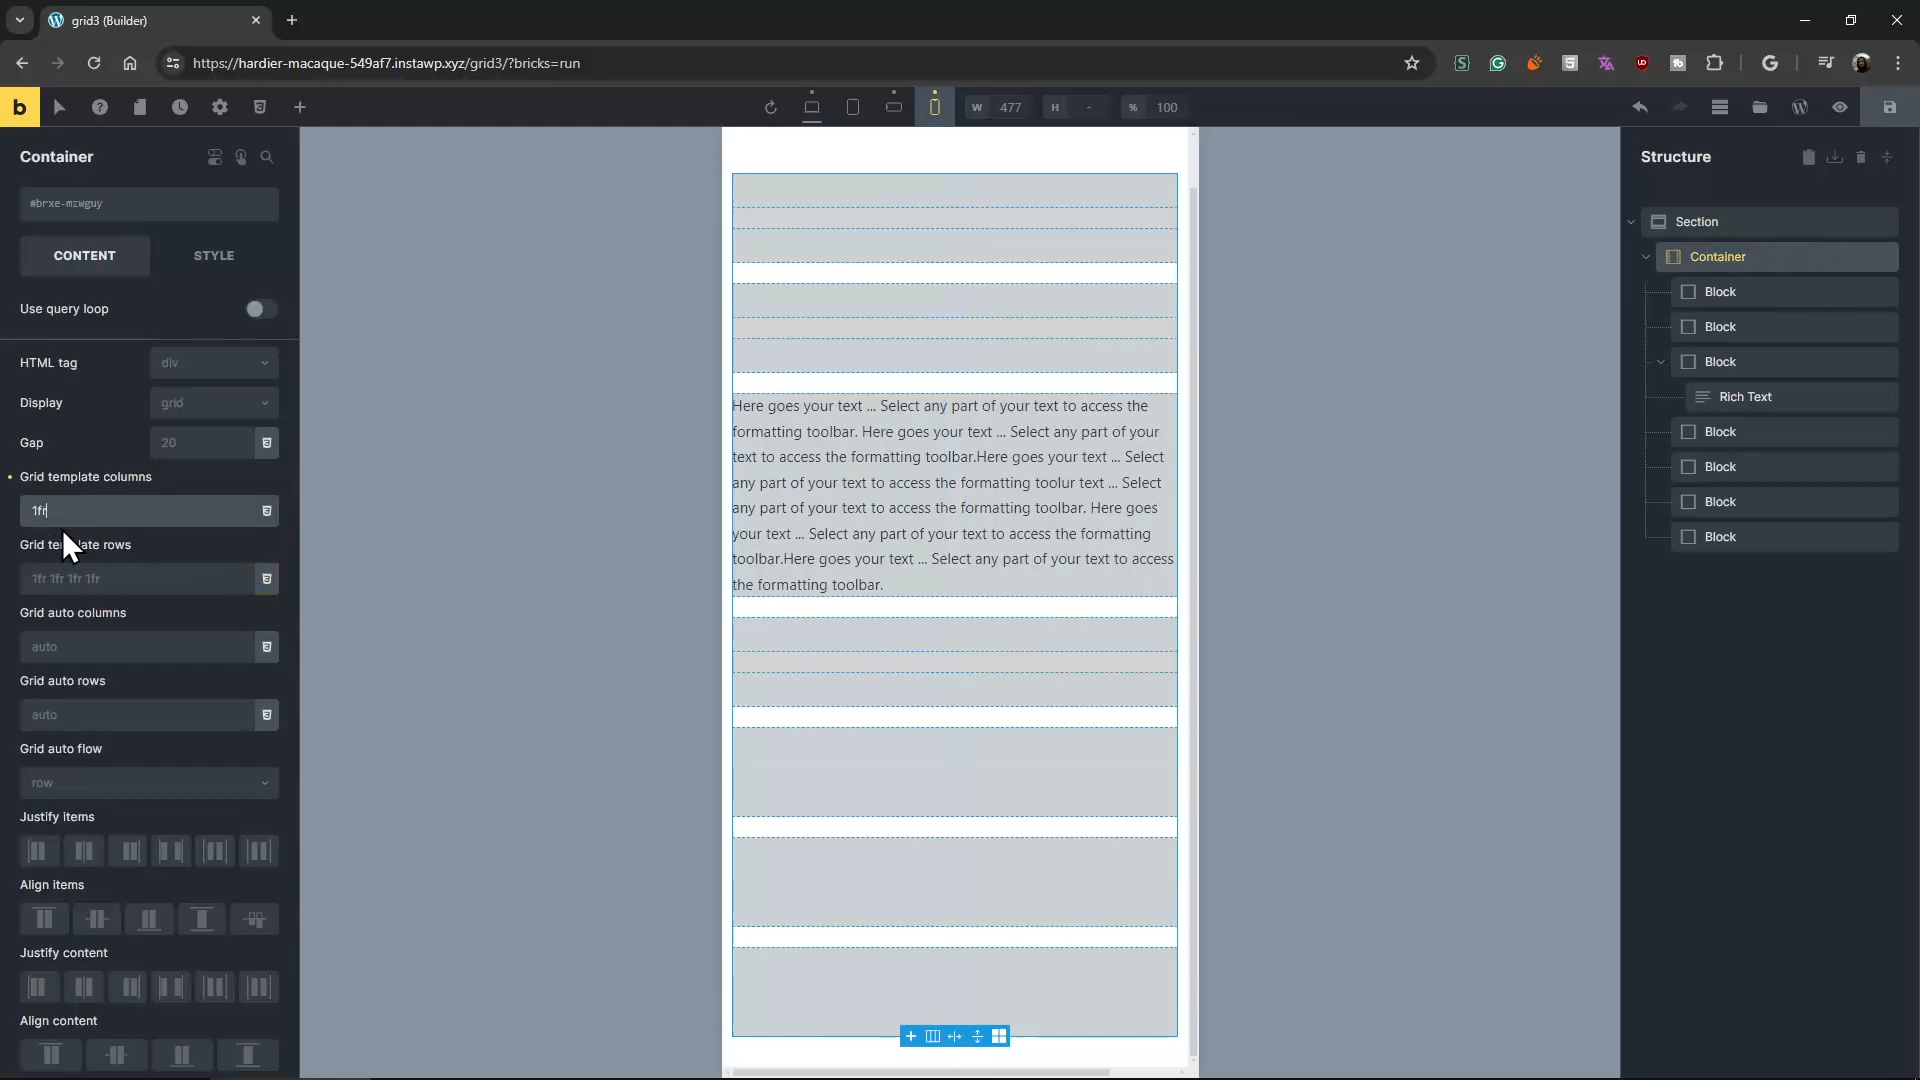 grid3 (Builder)
https://hardier-macaque-549af7.instawp.xyz/grid3/?bricks=run
b
W 477 H - % 100
Container
#brxe-mzwguy
CONTENT STYLE
Use query loop
HTML tag div
Display grid
Gap 20
Grid template columns
1fr
Grid template rows
1fr 1fr 1fr 1fr
Grid auto columns
auto
Grid auto rows
auto
Grid auto flow
row
Justify items
Align items
Justify content
Align content
Here goes your text ... Select any part of your text to access the
formatting toolbar. Here goes your text ... Select any part of your
text to access the formatting toolbar.Here goes your text ... Select
any part of your text to access the formatting toolur text ... Select
any part of your text to access the formatting toolbar. Here goes
your text ... Select any part of your text to access the formatting
toolbar.Here goes your text ... Select any part of your text to access
the formatting toolbar.
Structure
Section
Container
Block
Block
Block
Rich Text
Block
Block
Block
Block